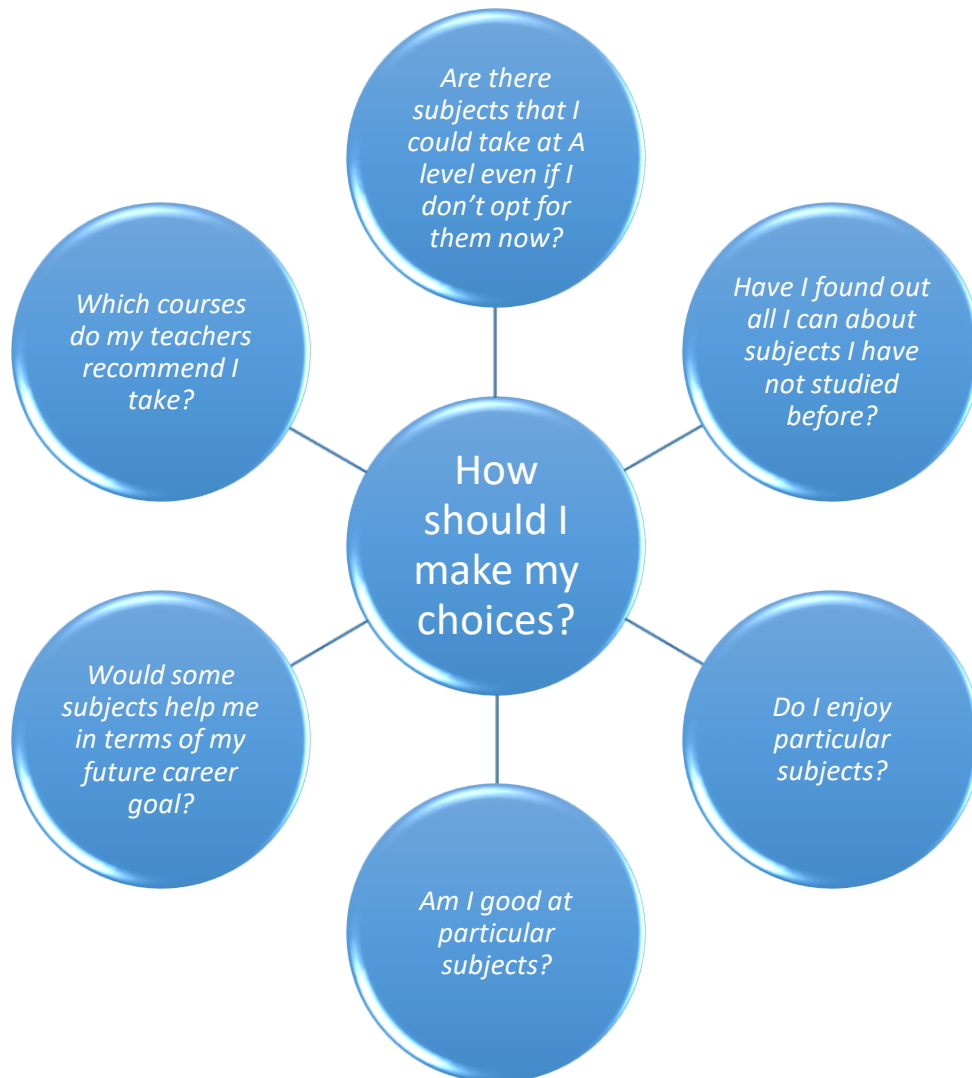 Are there
subjects that I
could take at A
level even if I
don’t opt for
them now?
Have I found out
all I can about
subjects I have
not studied
before?
Do I enjoy
particular
subjects?
Am I good at
particular
subjects?
Would some
subjects help me
in terms of my
future career
goal?
Which courses
do my teachers
recommend I
take?
How
should I
make my
choices?